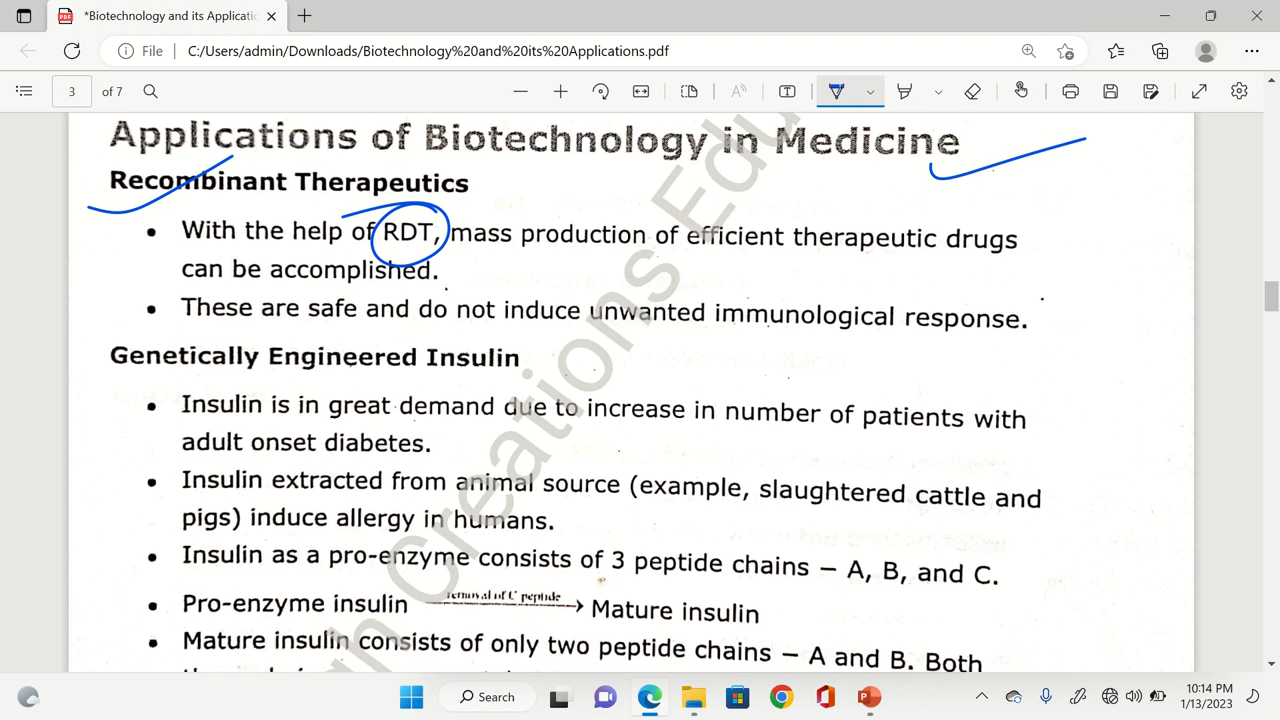 *Biotechnology and its Applicatio
File
C:/Users/admin/Downloads/Biotechnology%20and%20its%20Applications.pdf
3 of 7
Applications of Biotechnology in Medicine
Recombinant Therapeutics
• With the help of RDT, mass production of efficient therapeutic drugs
can be accomplished.
• These are safe and do not induce unwanted immunological response.
Genetically Engineered Insulin
• Insulin is in great demand due to increase in number of patients with
adult onset diabetes.
• Insulin extracted from animal source (example, slaughtered cattle and
pigs) induce allergy in humans.
• Insulin as a pro-enzyme consists of 3 peptide chains – A, B, and C.
• Pro-enzyme insulin removal of C peptide → Mature insulin
• Mature insulin consists of only two peptide chains – A and B. Both
Creations Edu
Search
10:14 PM
1/13/2023